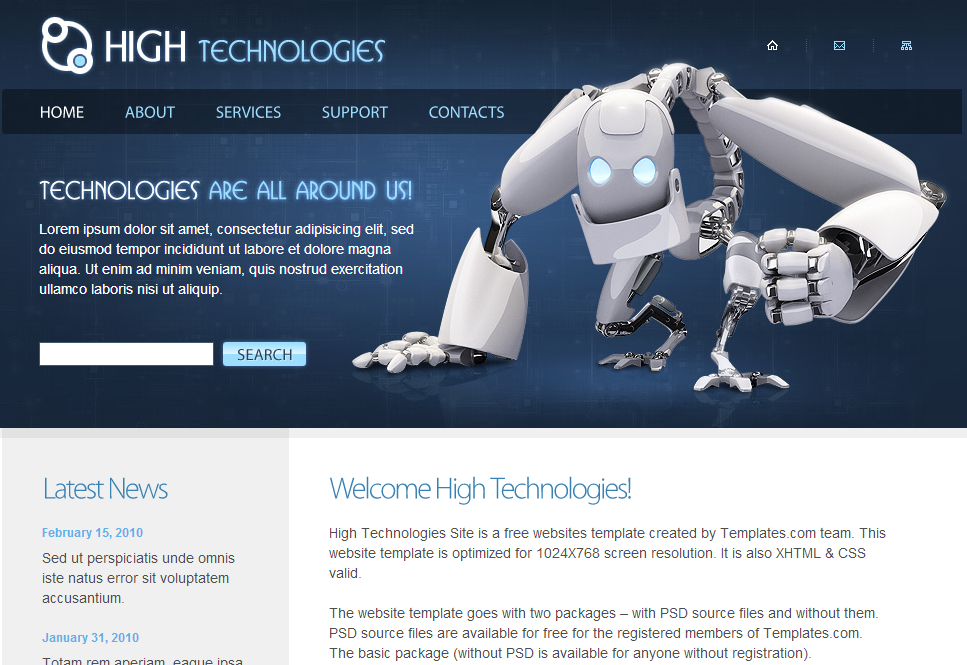 HIGH TECHNOLOGIES
HOME ABOUT SERVICES SUPPORT CONTACTS
TECHNOLOGIES ARE ALL AROUND US!
Lorem ipsum dolor sit amet, consectetur adipisicing elit, sed
do eiusmod tempor incididunt ut labore et dolore magna
aliqua. Ut enim ad minim veniam, quis nostrud exercitation
ullamco laboris nisi ut aliquip.
SEARCH
Latest News
February 15, 2010
Sed ut perspiciatis unde omnis
iste natus error sit voluptatem
accusantium.
January 31, 2010
Totam rem aperiam, eaque ipsa
Welcome High Technologies!
High Technologies Site is a free websites template created by Templates.com team. This
website template is optimized for 1024X768 screen resolution. It is also XHTML & CSS
valid.
The website template goes with two packages – with PSD source files and without them.
PSD source files are available for free for the registered members of Templates.com.
The basic package (without PSD is available for anyone without registration).